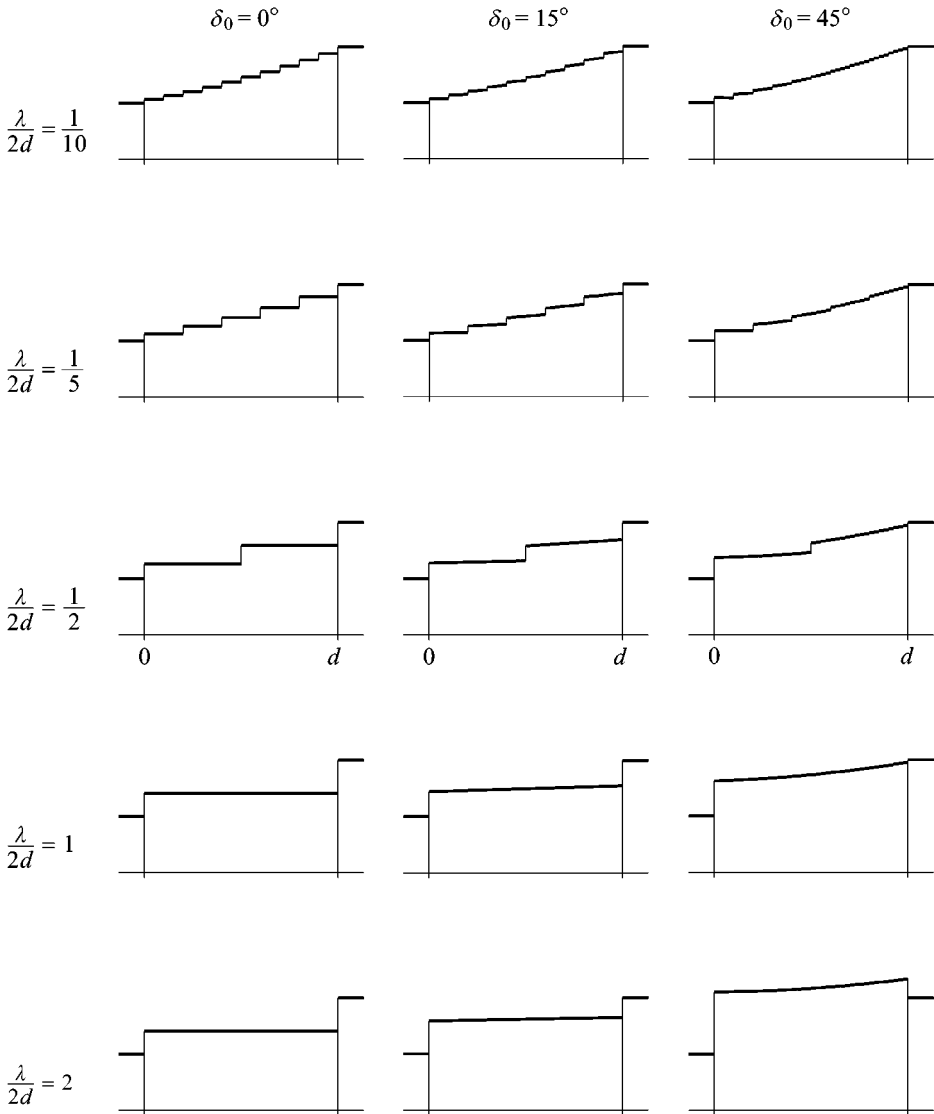 δ₀ = 0° δ₀ = 15° δ₀ = 45°
λ/2d = 1/10
λ/2d = 1/5
λ/2d = 1/2
0 d 0 d 0 d
λ/2d = 1
λ/2d = 2